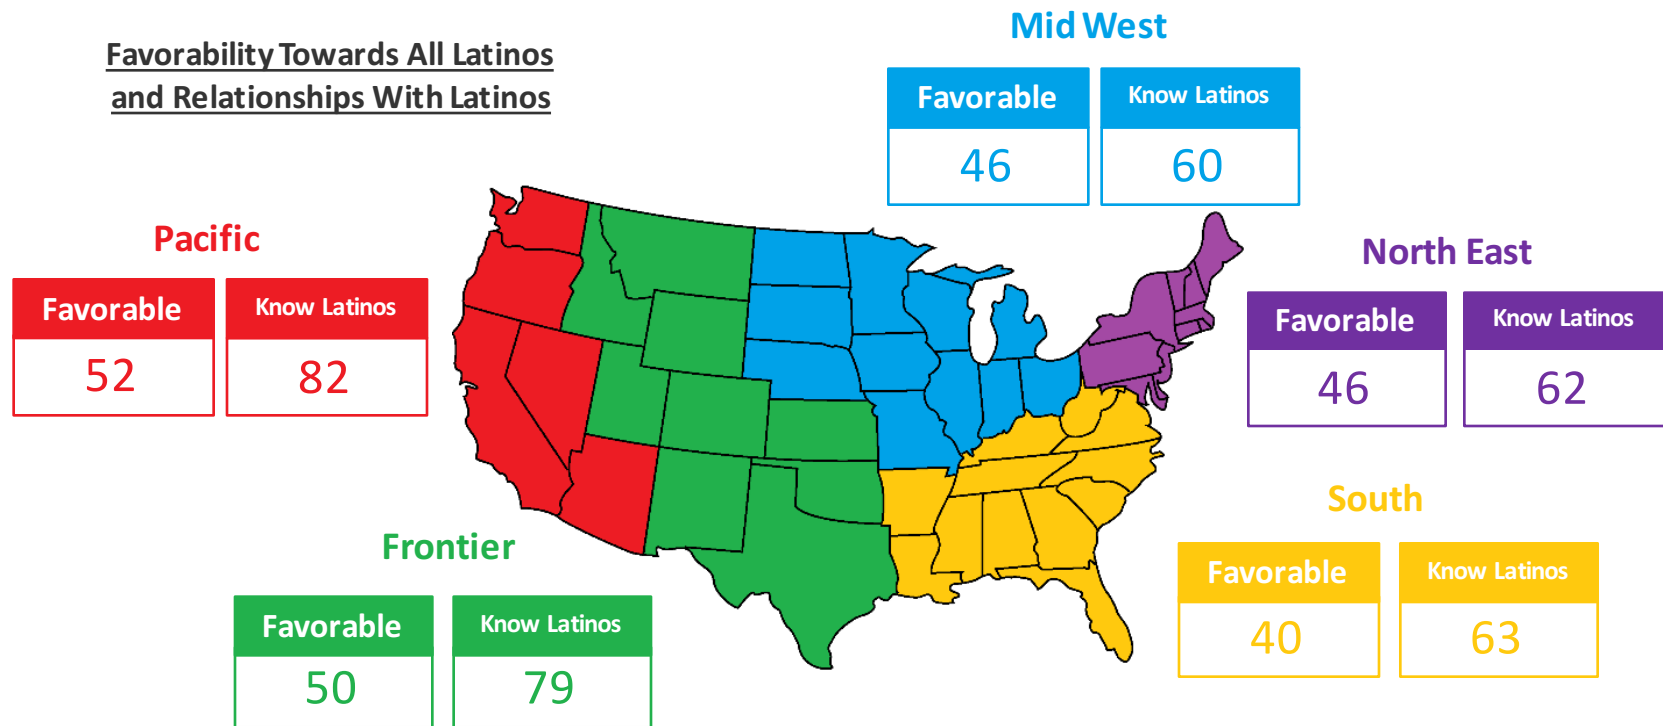 Favorability Towards All Latinos
and Relationships With Latinos
Mid West
Favorable Know Latinos
46 60
Pacific
Favorable Know Latinos
52 82
North East
Favorable Know Latinos
46 62
Frontier
Favorable Know Latinos
50 79
South
Favorable Know Latinos
40 63